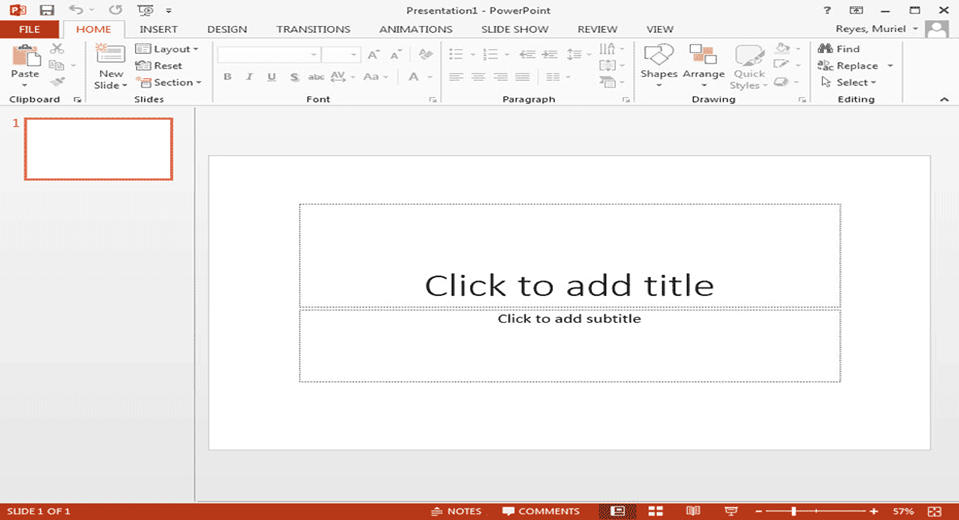 Presentation1 - PowerPoint
?
FILE HOME INSERT DESIGN TRANSITIONS ANIMATIONS SLIDE SHOW REVIEW VIEW Reyes, Muriel
Paste
New Slide
Layout
Reset
Section
B I U S abc AV Aa A
Shapes
Arrange
Quick Styles
Find
Replace
Select
Clipboard Slides Font Paragraph Drawing Editing
1
Click to add title
Click to add subtitle
SLIDE 1 OF 1 NOTES COMMENTS 57%